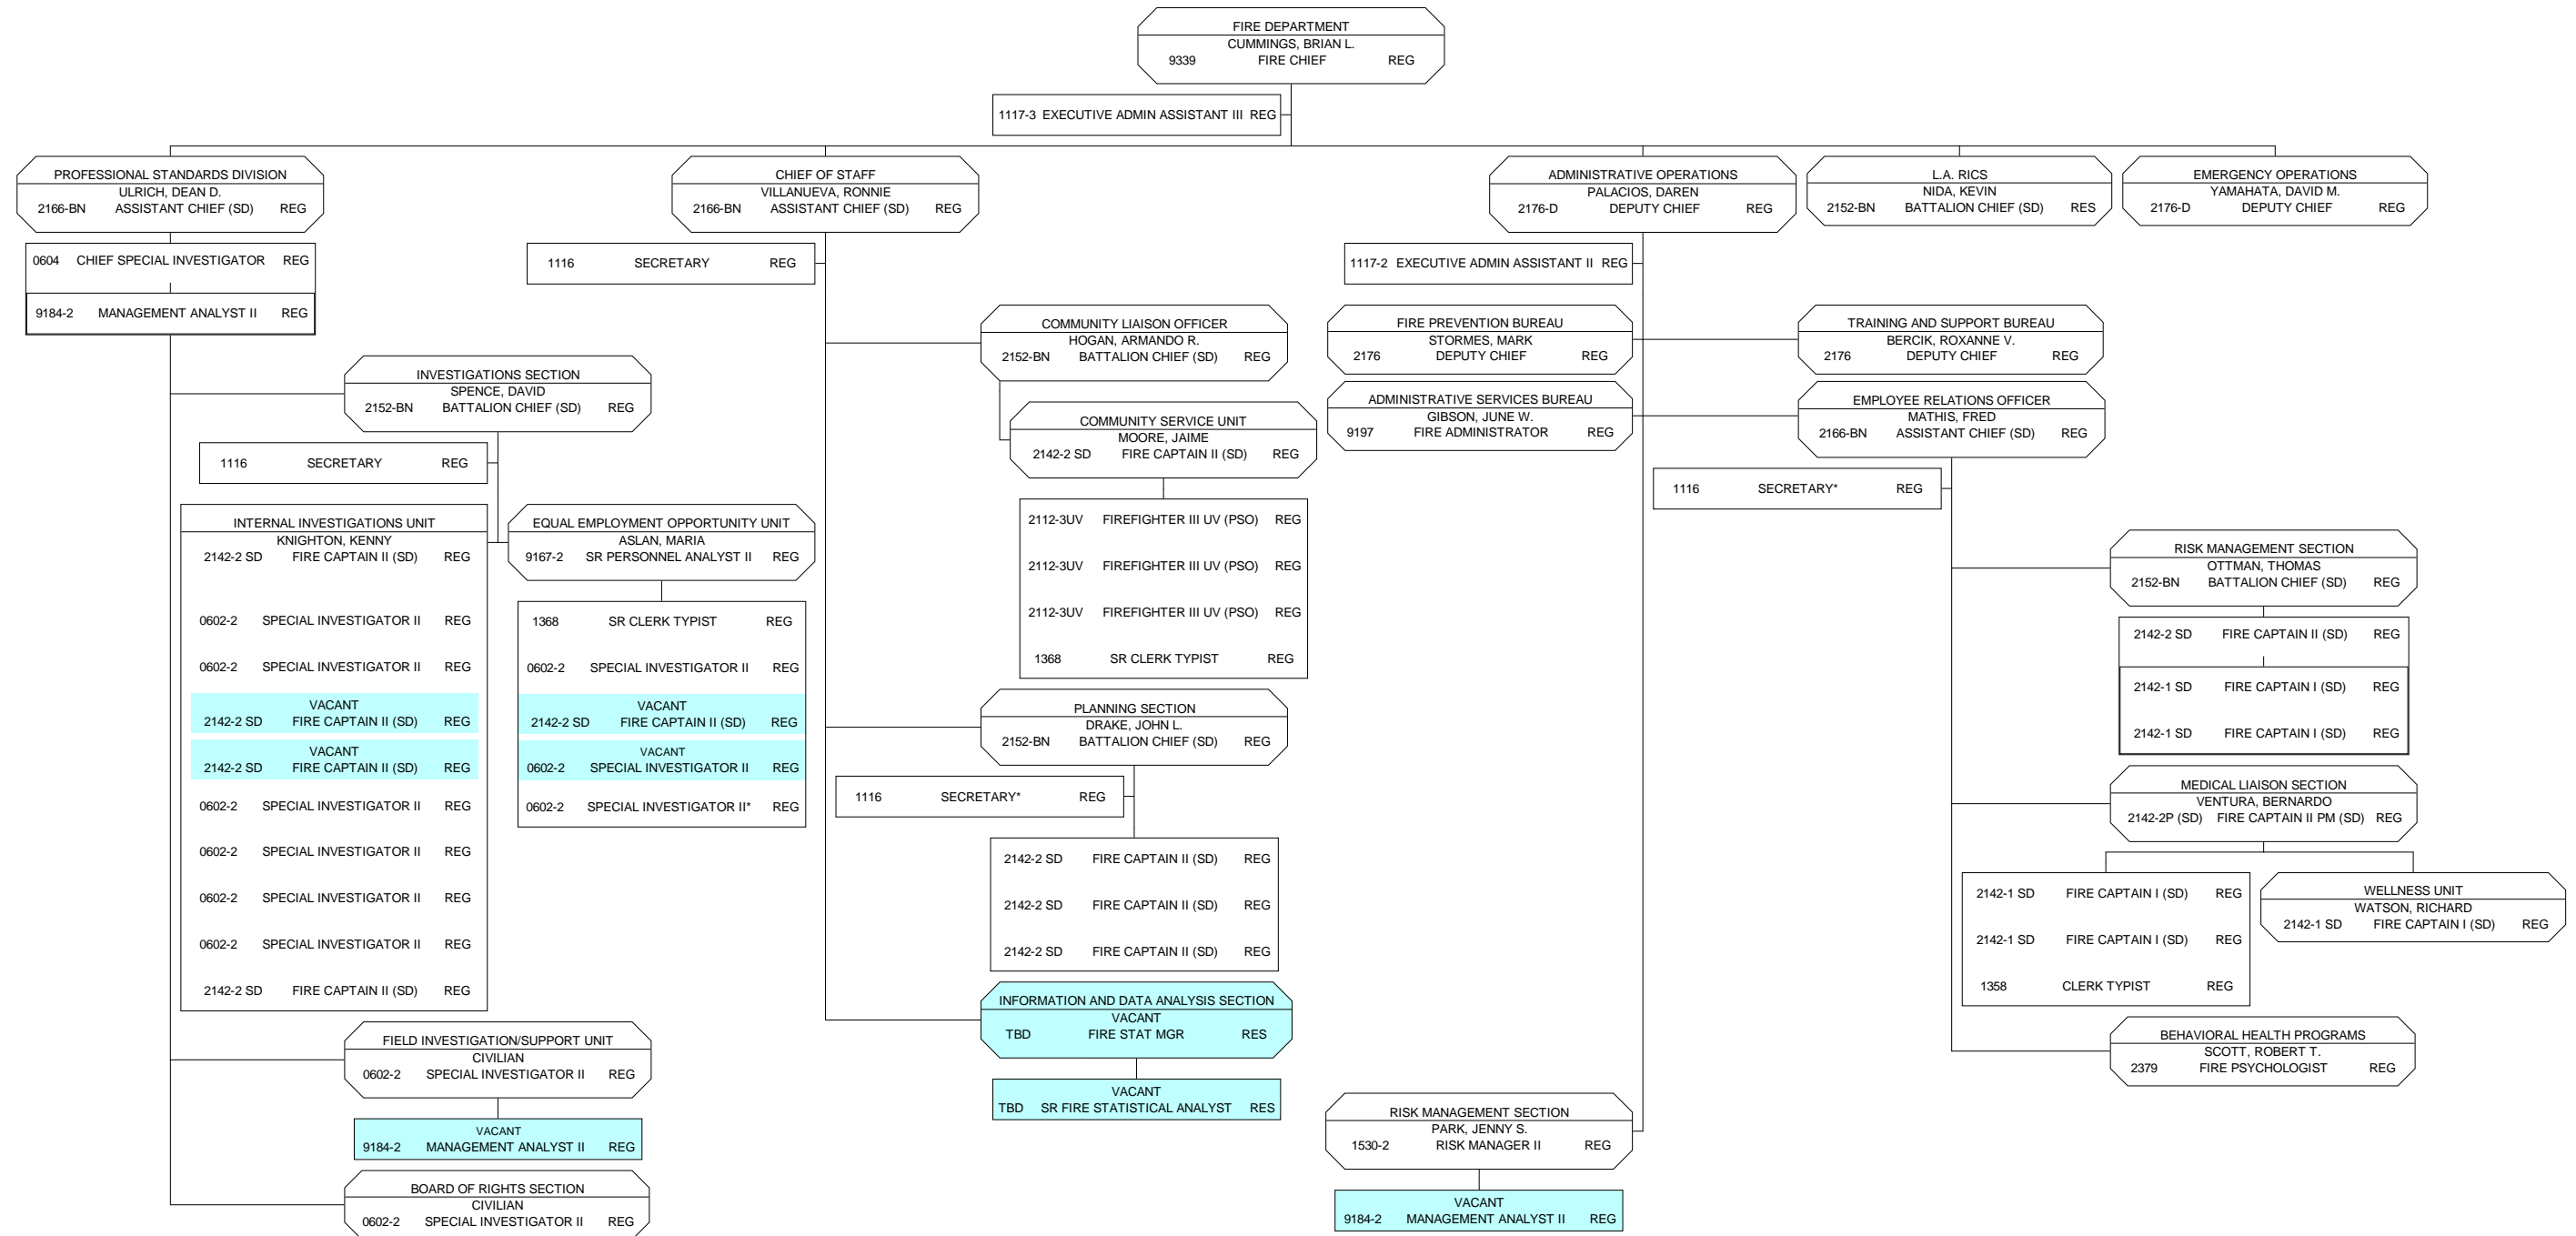 FIRE DEPARTMENT
CUMMINGS, BRIAN L.
9339 FIRE CHIEF REG
1117-3 EXECUTIVE ADMIN ASSISTANT III REG
PROFESSIONAL STANDARDS DIVISION
ULRICH, DEAN D.
2166-BN ASSISTANT CHIEF (SD) REG
0604 CHIEF SPECIAL INVESTIGATOR REG
9184-2 MANAGEMENT ANALYST II REG
INVESTIGATIONS SECTION
SPENCE, DAVID
2152-BN BATTALION CHIEF (SD) REG
1116 SECRETARY REG
INTERNAL INVESTIGATIONS UNIT
KNIGHTON, KENNY
2142-2 SD FIRE CAPTAIN II (SD) REG
0602-2 SPECIAL INVESTIGATOR II REG
0602-2 SPECIAL INVESTIGATOR II REG
VACANT
2142-2 SD FIRE CAPTAIN II (SD) REG
VACANT
2142-2 SD FIRE CAPTAIN II (SD) REG
0602-2 SPECIAL INVESTIGATOR II REG
0602-2 SPECIAL INVESTIGATOR II REG
0602-2 SPECIAL INVESTIGATOR II REG
0602-2 SPECIAL INVESTIGATOR II REG
2142-2 SD FIRE CAPTAIN II (SD) REG
EQUAL EMPLOYMENT OPPORTUNITY UNIT
ASLAN, MARIA
9167-2 SR PERSONNEL ANALYST II REG
1368 SR CLERK TYPIST REG
0602-2 SPECIAL INVESTIGATOR II REG
VACANT
2142-2 SD FIRE CAPTAIN II (SD) REG
VACANT
0602-2 SPECIAL INVESTIGATOR II REG
0602-2 SPECIAL INVESTIGATOR II* REG
FIELD INVESTIGATION/SUPPORT UNIT
CIVILIAN
0602-2 SPECIAL INVESTIGATOR II REG
VACANT
9184-2 MANAGEMENT ANALYST II REG
BOARD OF RIGHTS SECTION
CIVILIAN
0602-2 SPECIAL INVESTIGATOR II REG
CHIEF OF STAFF
VILLANUEVA, RONNIE
2166-BN ASSISTANT CHIEF (SD) REG
1116 SECRETARY REG
COMMUNITY LIAISON OFFICER
HOGAN, ARMANDO R.
2152-BN BATTALION CHIEF (SD) REG
COMMUNITY SERVICE UNIT
MOORE, JAIME
2142-2 SD FIRE CAPTAIN II (SD) REG
2112-3UV FIREFIGHTER III UV (PSO) REG
2112-3UV FIREFIGHTER III UV (PSO) REG
2112-3UV FIREFIGHTER III UV (PSO) REG
1368 SR CLERK TYPIST REG
PLANNING SECTION
DRAKE, JOHN L.
2152-BN BATTALION CHIEF (SD) REG
1116 SECRETARY* REG
2142-2 SD FIRE CAPTAIN II (SD) REG
2142-2 SD FIRE CAPTAIN II (SD) REG
2142-2 SD FIRE CAPTAIN II (SD) REG
INFORMATION AND DATA ANALYSIS SECTION
VACANT
TBD FIRE STAT MGR RES
VACANT
TBD SR FIRE STATISTICAL ANALYST RES
ADMINISTRATIVE OPERATIONS
PALACIOS, DAREN
2176-D DEPUTY CHIEF REG
1117-2 EXECUTIVE ADMIN ASSISTANT II REG
FIRE PREVENTION BUREAU
STORMES, MARK
2176 DEPUTY CHIEF REG
TRAINING AND SUPPORT BUREAU
BERCIK, ROXANNE V.
2176 DEPUTY CHIEF REG
ADMINISTRATIVE SERVICES BUREAU
GIBSON, JUNE W.
9197 FIRE ADMINISTRATOR REG
EMPLOYEE RELATIONS OFFICER
MATHIS, FRED
2166-BN ASSISTANT CHIEF (SD) REG
1116 SECRETARY* REG
RISK MANAGEMENT SECTION
OTTMAN, THOMAS
2152-BN BATTALION CHIEF (SD) REG
2142-2 SD FIRE CAPTAIN II (SD) REG
2142-1 SD FIRE CAPTAIN I (SD) REG
2142-1 SD FIRE CAPTAIN I (SD) REG
MEDICAL LIAISON SECTION
VENTURA, BERNARDO
2142-2P (SD) FIRE CAPTAIN II PM (SD) REG
2142-1 SD FIRE CAPTAIN I (SD) REG
2142-1 SD FIRE CAPTAIN I (SD) REG
1358 CLERK TYPIST REG
WELLNESS UNIT
WATSON, RICHARD
2142-1 SD FIRE CAPTAIN I (SD) REG
BEHAVIORAL HEALTH PROGRAMS
SCOTT, ROBERT T.
2379 FIRE PSYCHOLOGIST REG
RISK MANAGEMENT SECTION
PARK, JENNY S.
1530-2 RISK MANAGER II REG
VACANT
9184-2 MANAGEMENT ANALYST II REG
L.A. RICS
NIDA, KEVIN
2152-BN BATTALION CHIEF (SD) RES
EMERGENCY OPERATIONS
YAMAHATA, DAVID M.
2176-D DEPUTY CHIEF REG